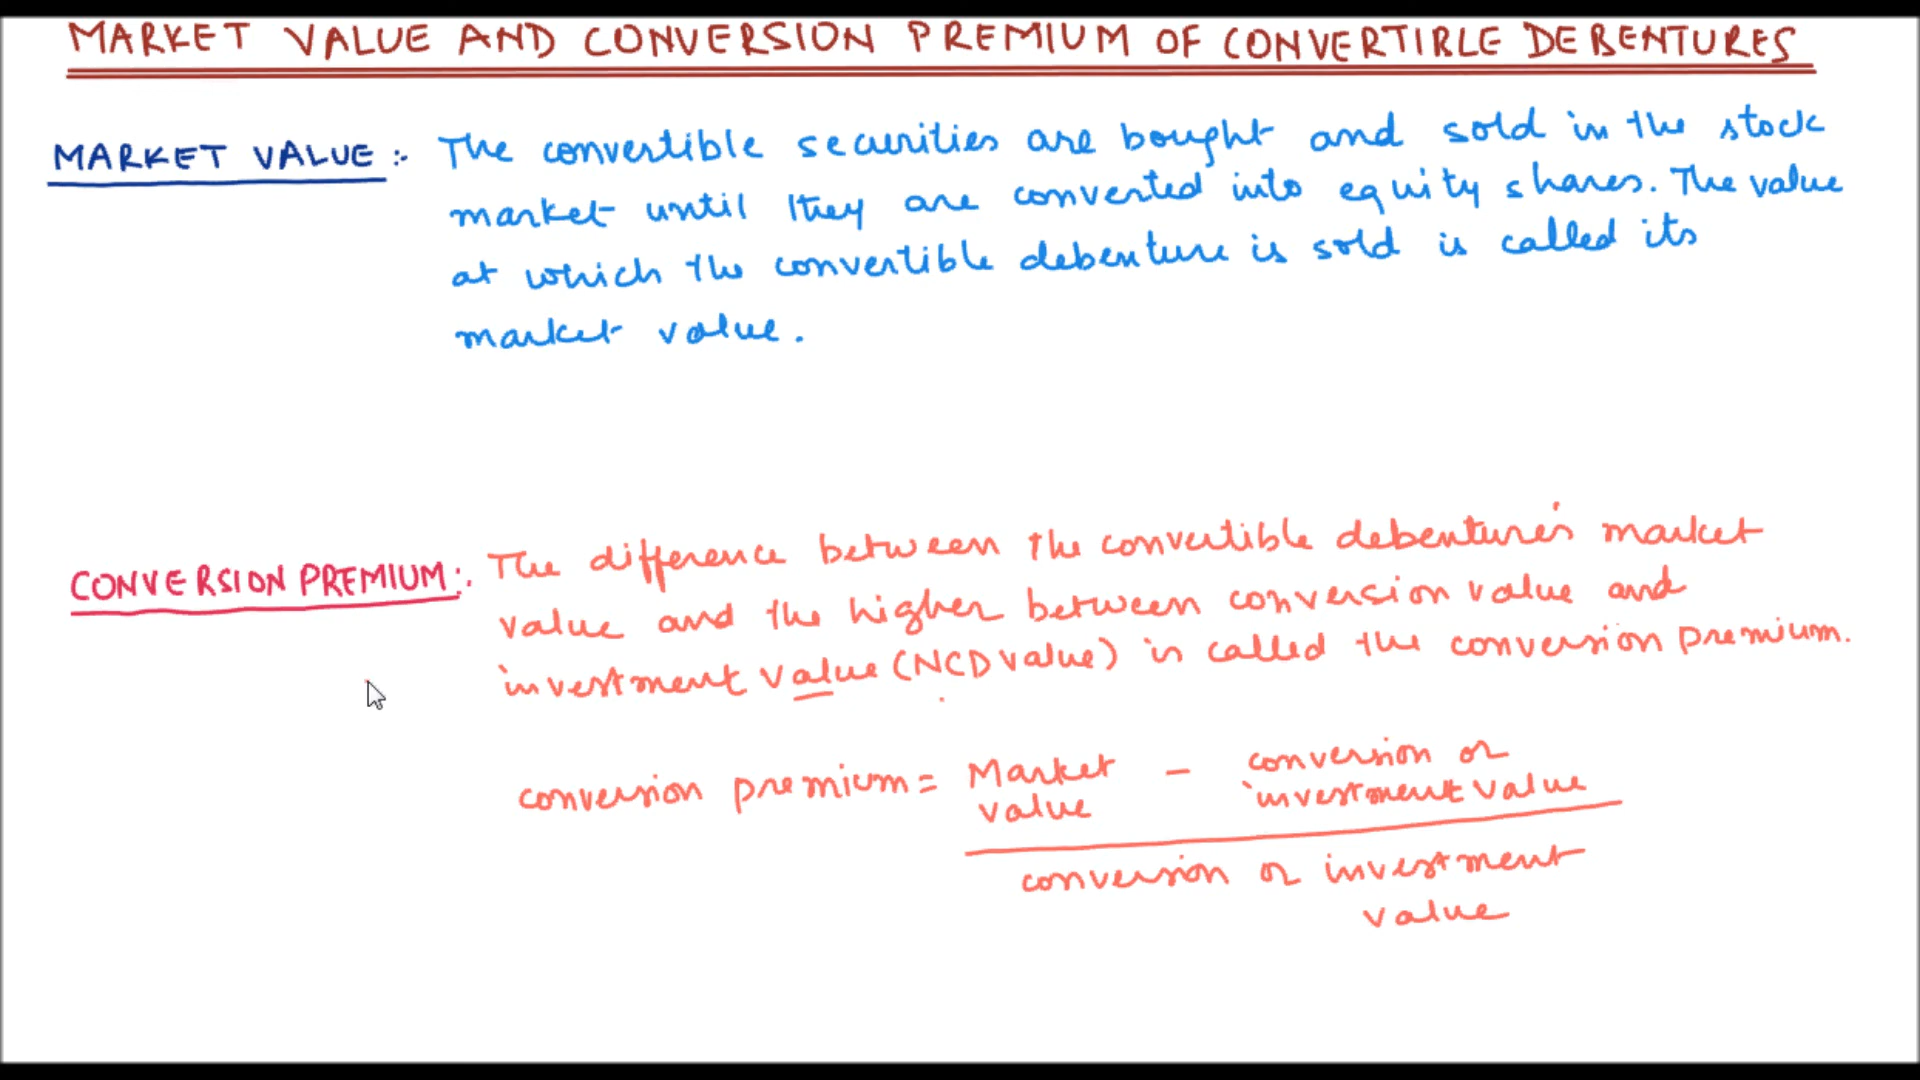 MARKET VALUE AND CONVERSION PREMIUM OF CONVERTIBLE DEBENTURES
MARKET VALUE :- The convertible securities are bought and sold in the stock
market until they are converted into equity shares. The value
at which the convertible debenture is sold is called its
market value.
CONVERSION PREMIUM :- The difference between the convertible debenture's market
value and the higher between conversion value and
investment value (NCD value) is called the conversion premium.
conversion premium = Market value - conversion or investment value
conversion or investment
value